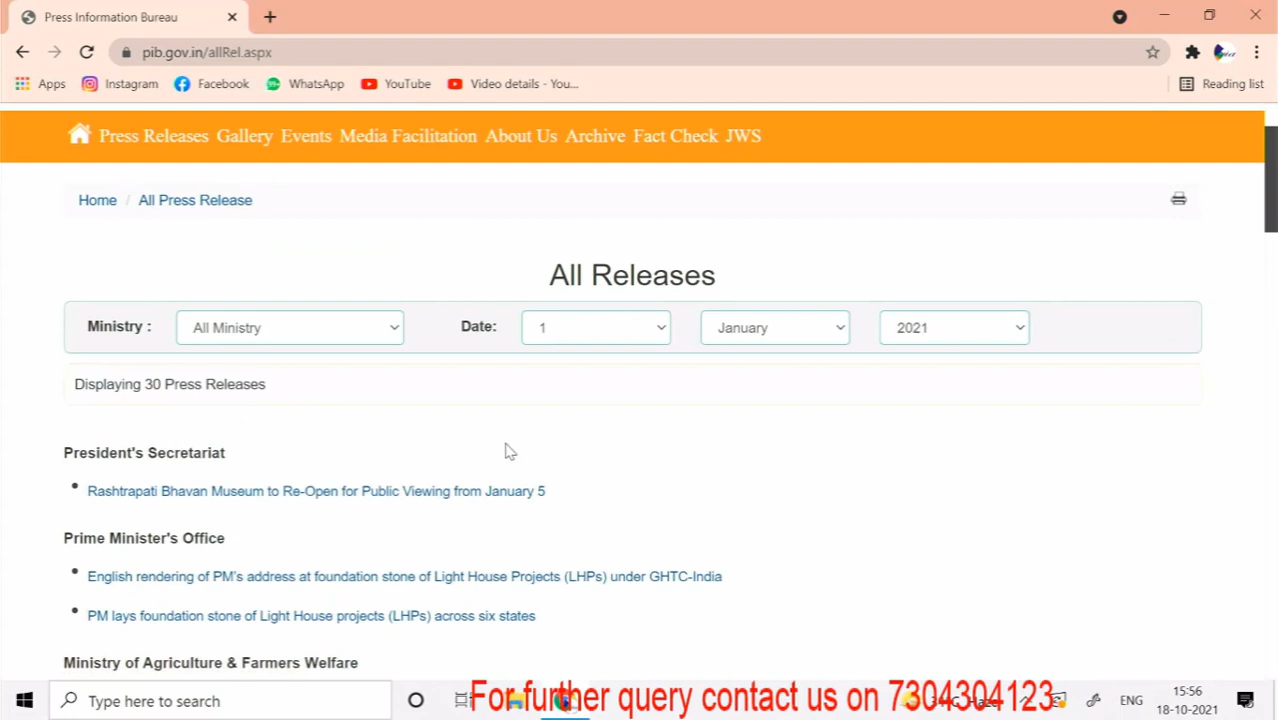 Press Information Bureau
pib.gov.in/allRel.aspx
Apps Instagram Facebook WhatsApp YouTube Video details - You... Reading list
Press Releases Gallery Events Media Facilitation About Us Archive Fact Check JWS
Home / All Press Release
All Releases
Ministry : All Ministry Date: 1 January 2021
Displaying 30 Press Releases
President's Secretariat
Rashtrapati Bhavan Museum to Re-Open for Public Viewing from January 5
Prime Minister's Office
English rendering of PM's address at foundation stone of Light House Projects (LHPs) under GHTC-India
PM lays foundation stone of Light House projects (LHPs) across six states
Ministry of Agriculture & Farmers Welfare
For further query contact us on 7304304123
Type here to search ENG 15:56
18-10-2021